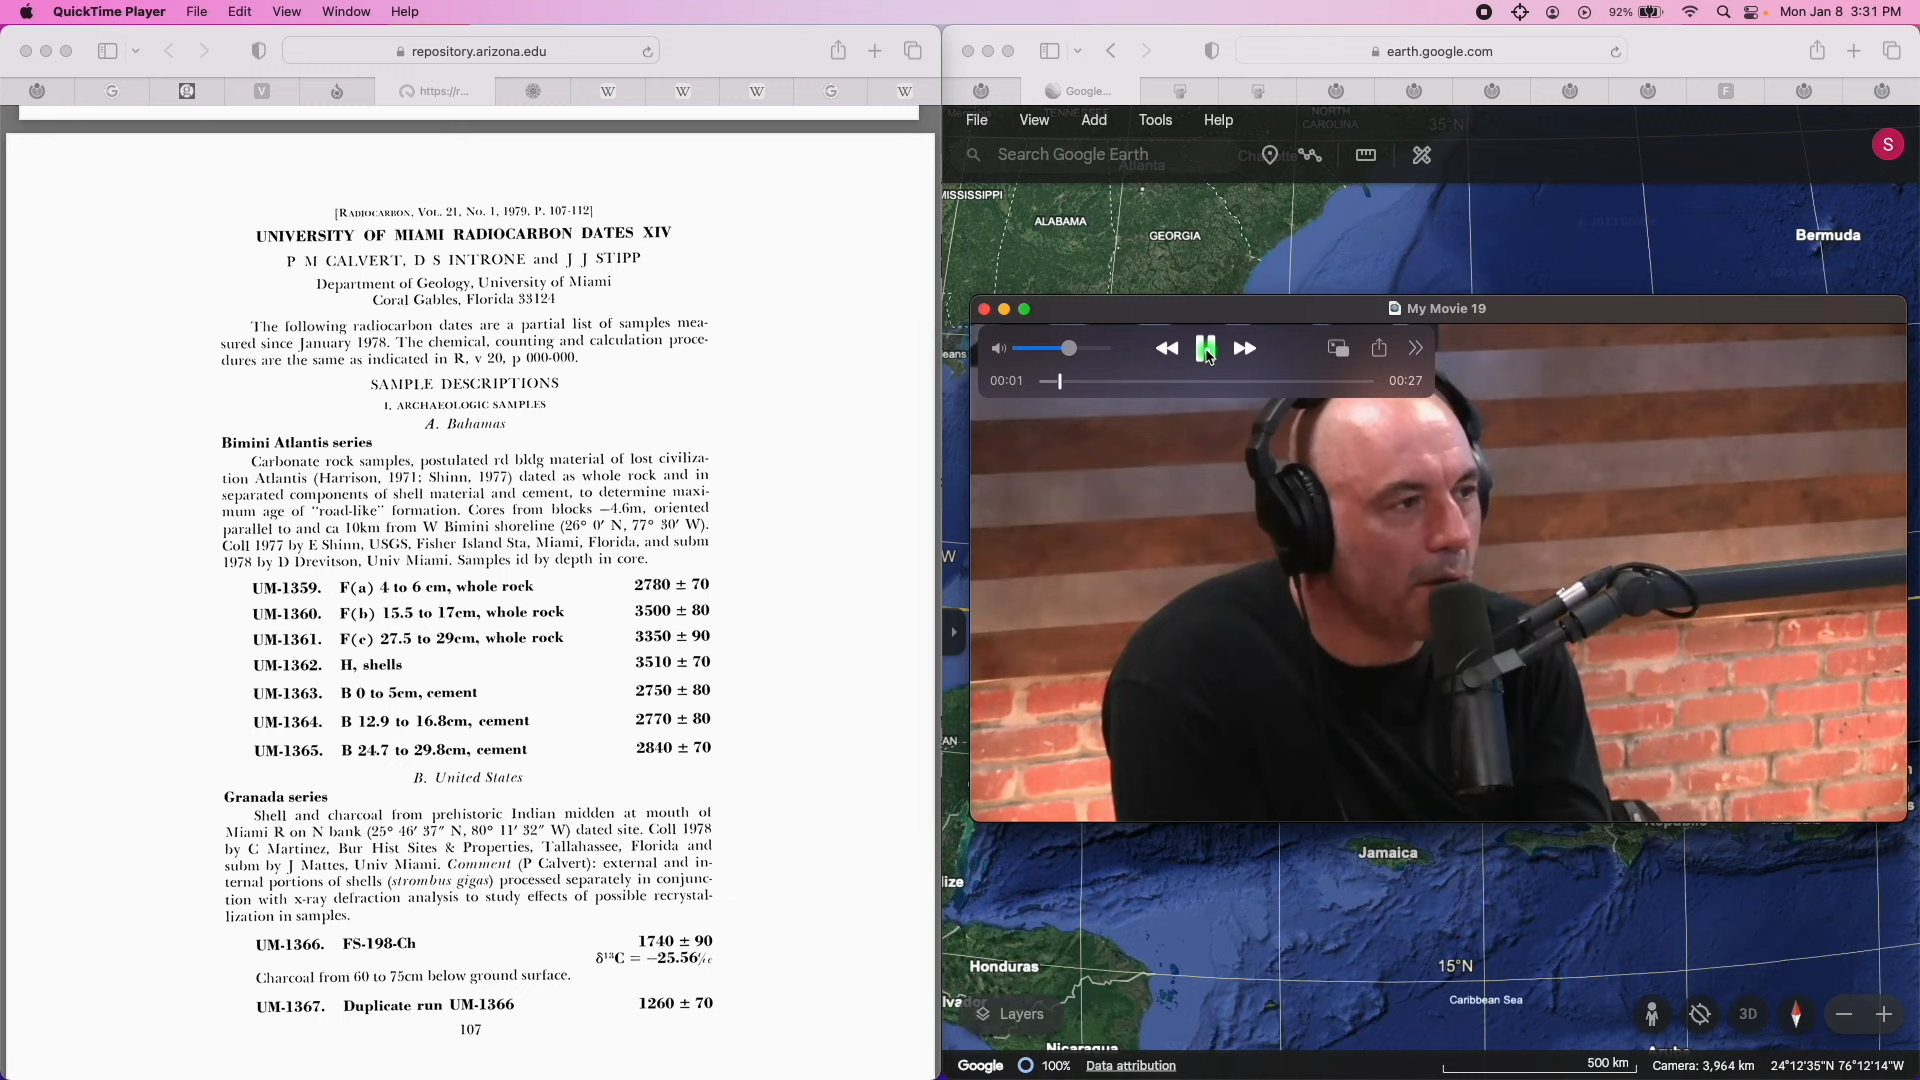 QuickTime Player File Edit View Window Help
92% Mon Jan 8 3:31 PM
repository.arizona.edu
https://r...
[RADIOCARBON, VOL. 21, NO. 1, 1979, P. 107-112]
UNIVERSITY OF MIAMI RADIOCARBON DATES XIV
P M CALVERT, D S INTRONE and J J STIPP
Department of Geology, University of Miami
Coral Gables, Florida 33124
The following radiocarbon dates are a partial list of samples mea-
sured since January 1978. The chemical, counting and calculation proce-
dures are the same as indicated in R, v 20, p 000-000.
SAMPLE DESCRIPTIONS
I. ARCHAEOLOGIC SAMPLES
A. Bahamas
Bimini Atlantis series
Carbonate rock samples, postulated rd bldg material of lost civiliza-
tion Atlantis (Harrison, 1971; Shinn, 1977) dated as whole rock and in
separated components of shell material and cement, to determine maxi-
mum age of "road-like" formation. Cores from blocks −4.6m, oriented
parallel to and ca 10km from W Bimini shoreline (26° 0′ N, 77° 30′ W).
Coll 1977 by E Shinn, USGS, Fisher Island Sta, Miami, Florida, and subm
1978 by D Drevitson, Univ Miami. Samples id by depth in core.
UM-1359. F(a) 4 to 6 cm, whole rock 2780 ± 70
UM-1360. F(b) 15.5 to 17cm, whole rock 3500 ± 80
UM-1361. F(c) 27.5 to 29cm, whole rock 3350 ± 90
UM-1362. H, shells 3510 ± 70
UM-1363. B 0 to 5cm, cement 2750 ± 80
UM-1364. B 12.9 to 16.8cm, cement 2770 ± 80
UM-1365. B 24.7 to 29.8cm, cement 2840 ± 70
B. United States
Granada series
Shell and charcoal from prehistoric Indian midden at mouth of
Miami R on N bank (25° 46′ 37″ N, 80° 11′ 32″ W) dated site. Coll 1978
by C Martinez, Bur Hist Sites & Properties, Tallahassee, Florida and
subm by J Mattes, Univ Miami. Comment (P Calvert): external and in-
ternal portions of shells (strombus gigas) processed separately in conjunc-
tion with x-ray defraction analysis to study effects of possible recrystal-
lization in samples.
UM-1366. FS-198-Ch 1740 ± 90
δ¹³C = −25.56‰
Charcoal from 60 to 75cm below ground surface.
UM-1367. Duplicate run UM-1366 1260 ± 70
107
earth.google.com
Google...
File View Add Tools Help
NORTH
CAROLINA
35°N
Search Google Earth
Atlanta
S
MISSISSIPPI
ALABAMA
GEORGIA
Bermuda
My Movie 19
00:01 00:27
Jamaica
Honduras
15°N
Caribbean Sea
Layers
3D
Nicaragua
Google 100% Data attribution
500 km Camera: 3,964 km 24°12'35"N 76°12'14"W